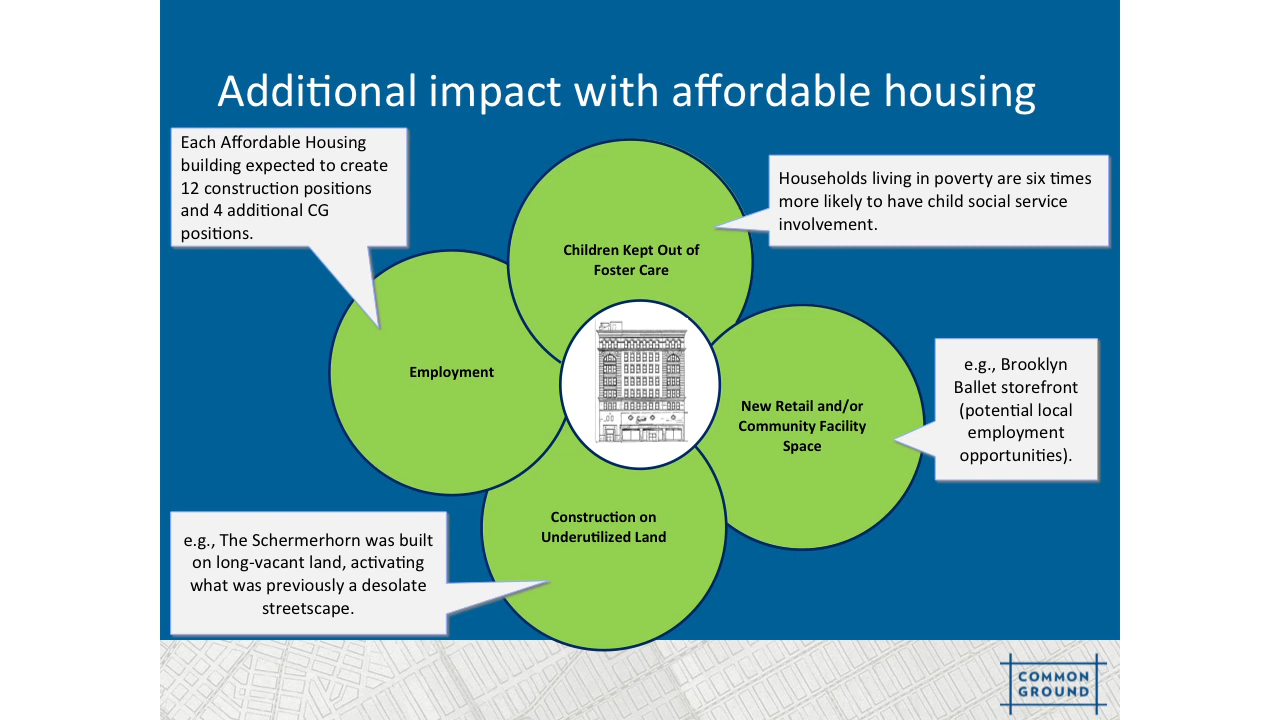 Additional impact with affordable housing
Each Affordable Housing
building expected to create
12 construction positions
and 4 additional CG
positions.
Households living in poverty are six times
more likely to have child social service
involvement.
Children Kept Out of
Foster Care
Employment
New Retail and/or
Community Facility
Space
e.g., Brooklyn
Ballet storefront
(potential local
employment
opportunities).
Construction on
Underutilized Land
e.g., The Schermerhorn was built
on long-vacant land, activating
what was previously a desolate
streetscape.
COMMON
GROUND